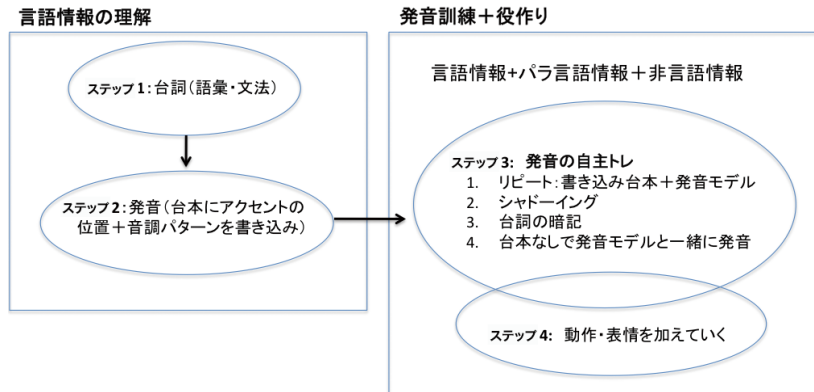 言語情報の理解
ステップ1:台詞(語彙・文法)
ステップ2:発音(台本にアクセントの
位置+音調パターンを書き込み)
発音訓練+役作り
言語情報+パラ言語情報+非言語情報
ステップ3: 発音の自主トレ
1. リピート:書き込み台本+発音モデル
2. シャドーイング
3. 台詞の暗記
4. 台本なしで発音モデルと一緒に発音
ステップ4: 動作・表情を加えていく